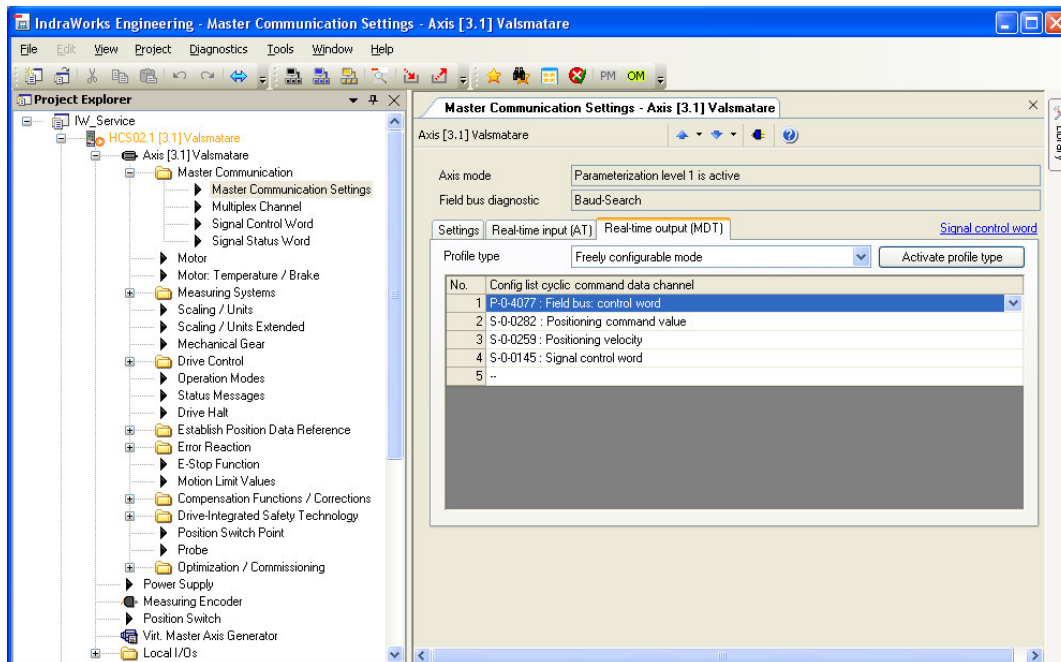 IndraWorks Engineering - Master Communication Settings - Axis [3.1] Valsmatare
File Edit View Project Diagnostics Tools Window Help
PM OM
Project Explorer
IW_Service
HCS02.1 [3.1] Valsmatare
Axis [3.1] Valsmatare
Master Communication
Master Communication Settings
Multiplex Channel
Signal Control Word
Signal Status Word
Motor
Motor: Temperature / Brake
Measuring Systems
Scaling / Units
Scaling / Units Extended
Mechanical Gear
Drive Control
Operation Modes
Status Messages
Drive Halt
Establish Position Data Reference
Error Reaction
E-Stop Function
Motion Limit Values
Compensation Functions / Corrections
Drive-Integrated Safety Technology
Position Switch Point
Probe
Optimization / Commissioning
Power Supply
Measuring Encoder
Position Switch
Virt. Master Axis Generator
Local I/Os
Master Communication Settings - Axis [3.1] Valsmatare
Axis [3.1] Valsmatare
Axis mode Parameterization level 1 is active
Field bus diagnostic Baud-Search
Settings Real-time input (AT) Real-time output (MDT) Signal control word
Profile type Freely configurable mode Activate profile type
No. Config list cyclic command data channel
1 P-0-4077 : Field bus: control word
2 S-0-0282 : Positioning command value
3 S-0-0259 : Positioning velocity
4 S-0-0145 : Signal control word
5 --